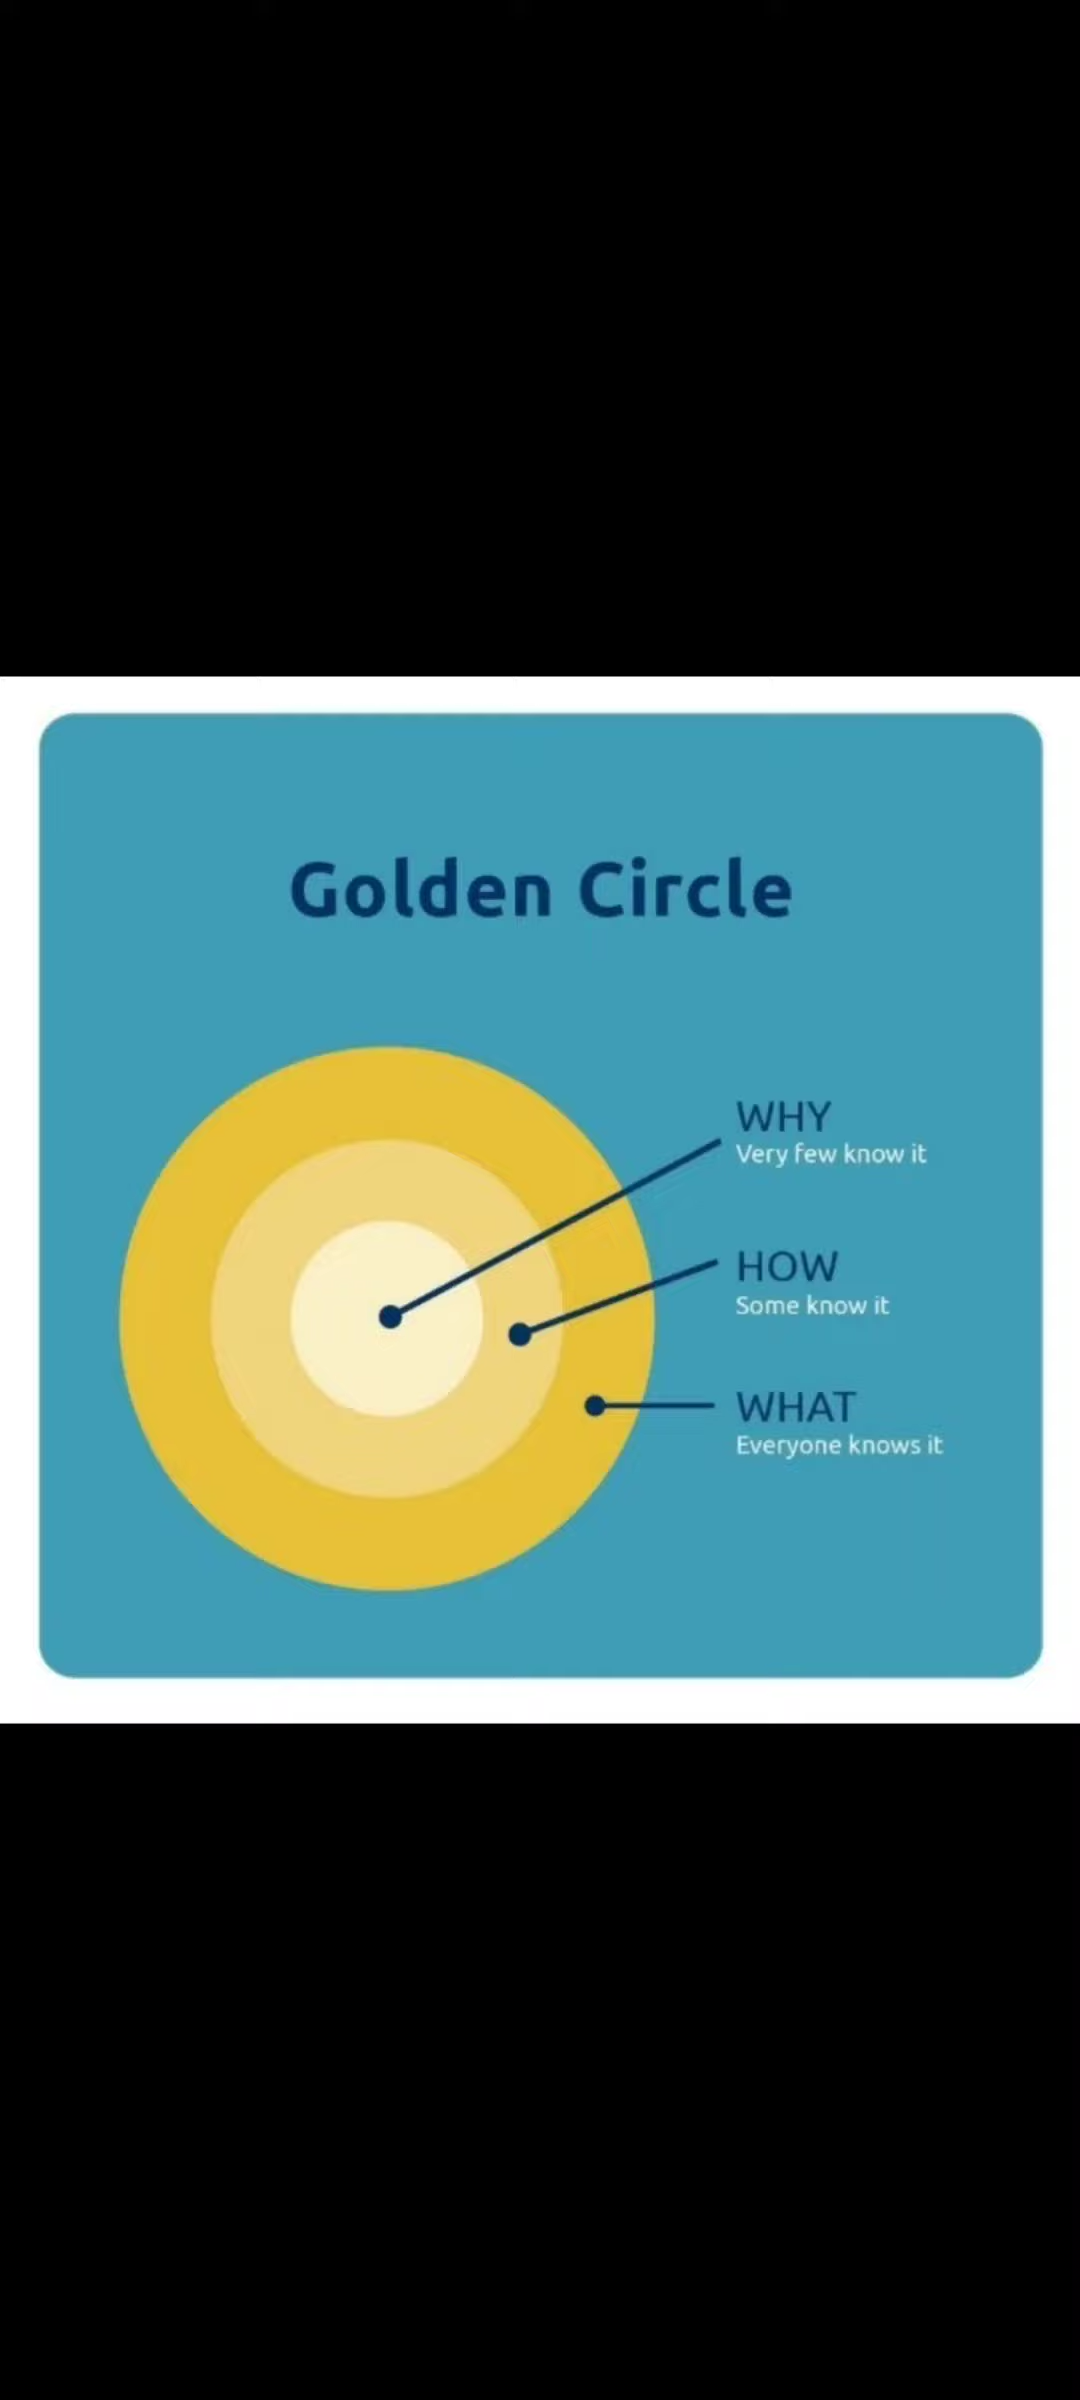 Golden Circle
WHY
Very few know it
HOW
Some know it
WHAT
Everyone knows it